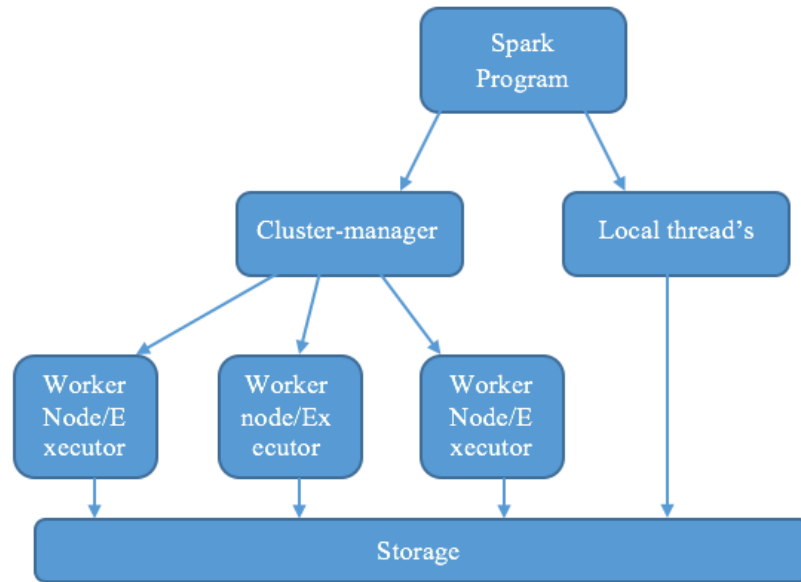 Spark
Program
Cluster-manager
Local thread's
Worker
Node/E
xecutor
Worker
node/Ex
ecutor
Worker
Node/E
xecutor
Storage